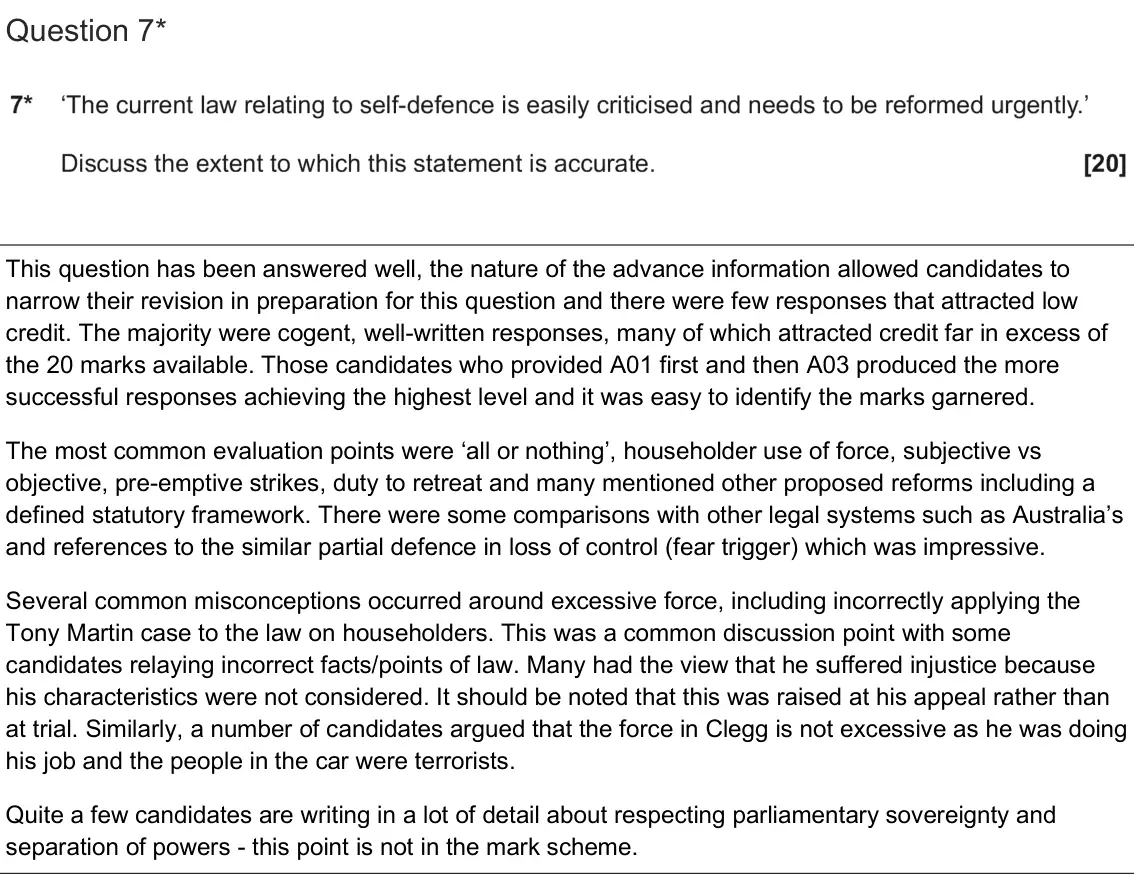 Question 7*
7* ‘The current law relating to self-defence is easily criticised and needs to be reformed urgently.’
Discuss the extent to which this statement is accurate. [20]
This question has been answered well, the nature of the advance information allowed candidates to
narrow their revision in preparation for this question and there were few responses that attracted low
credit. The majority were cogent, well-written responses, many of which attracted credit far in excess of
the 20 marks available. Those candidates who provided A01 first and then A03 produced the more
successful responses achieving the highest level and it was easy to identify the marks garnered.
The most common evaluation points were ‘all or nothing’, householder use of force, subjective vs
objective, pre-emptive strikes, duty to retreat and many mentioned other proposed reforms including a
defined statutory framework. There were some comparisons with other legal systems such as Australia’s
and references to the similar partial defence in loss of control (fear trigger) which was impressive.
Several common misconceptions occurred around excessive force, including incorrectly applying the
Tony Martin case to the law on householders. This was a common discussion point with some
candidates relaying incorrect facts/points of law. Many had the view that he suffered injustice because
his characteristics were not considered. It should be noted that this was raised at his appeal rather than
at trial. Similarly, a number of candidates argued that the force in Clegg is not excessive as he was doing
his job and the people in the car were terrorists.
Quite a few candidates are writing in a lot of detail about respecting parliamentary sovereignty and
separation of powers - this point is not in the mark scheme.